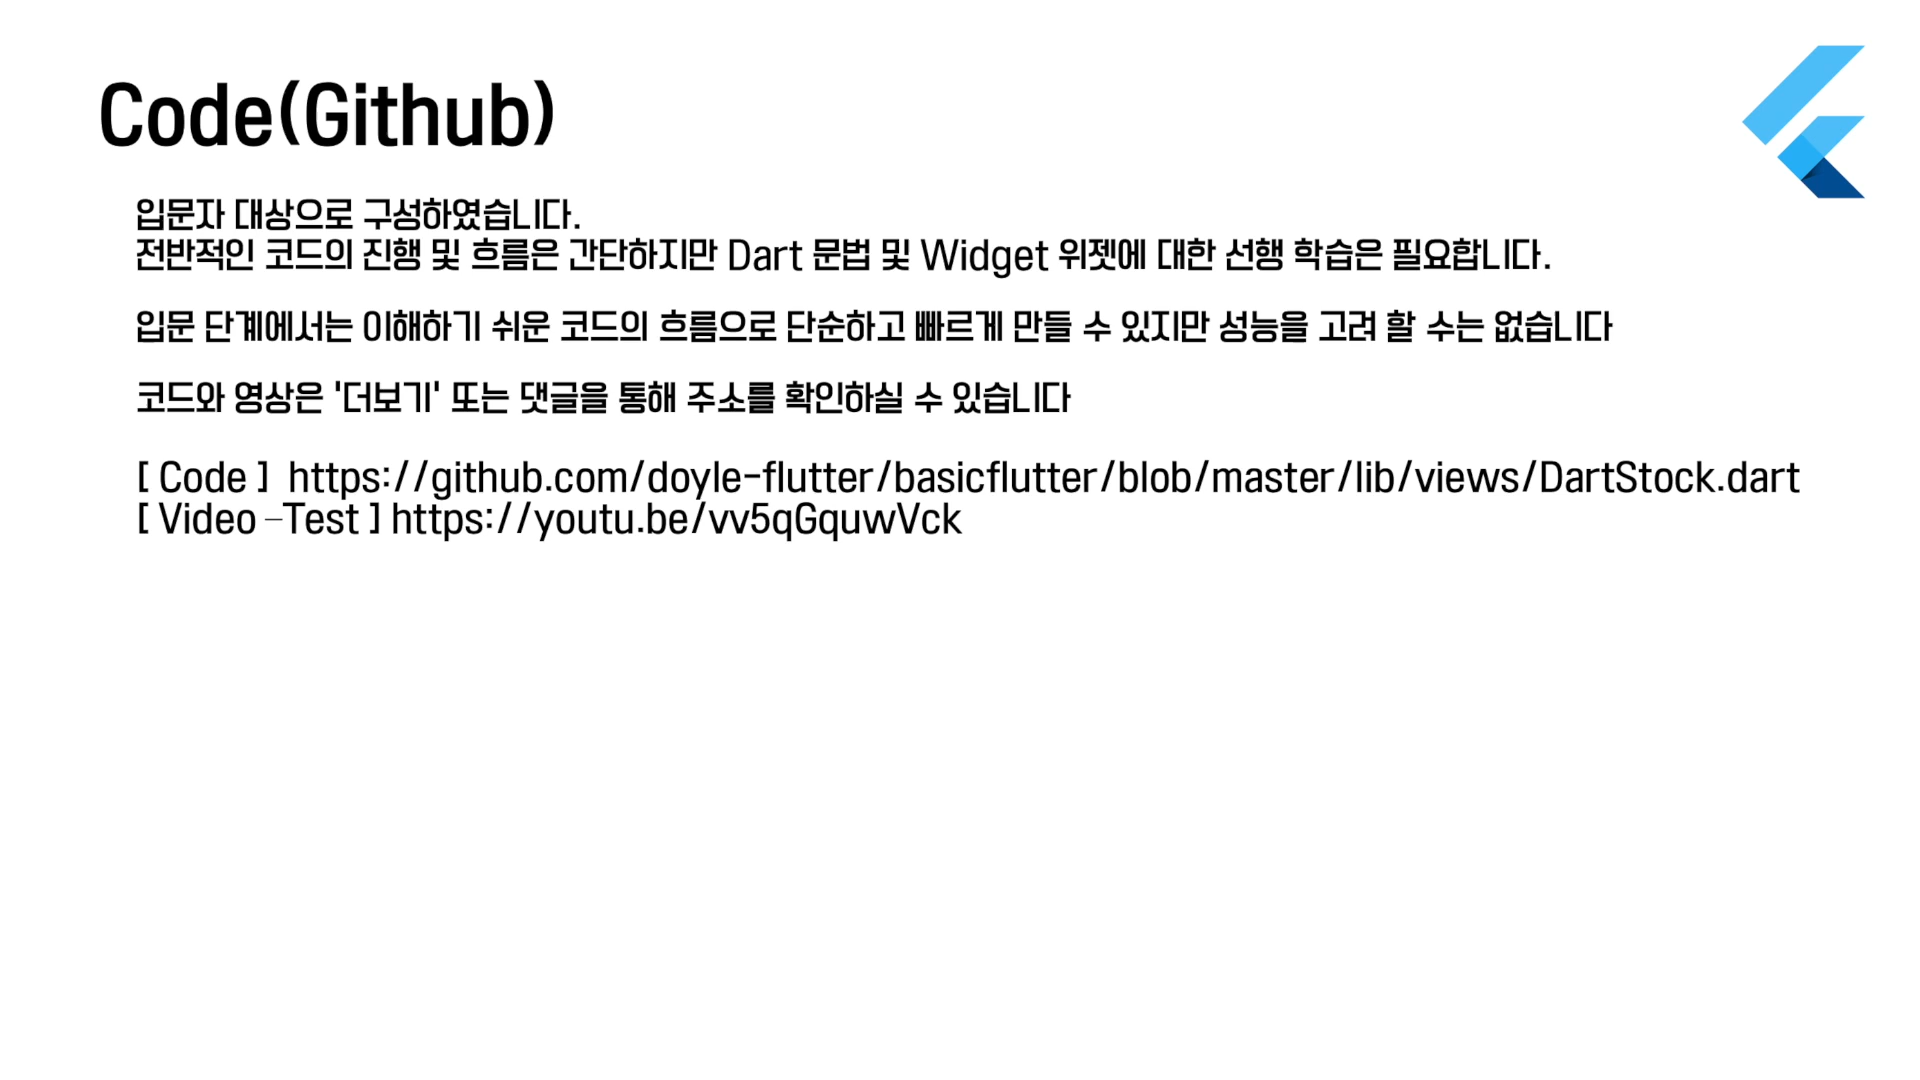 Code(Github)
입문자 대상으로 구성하였습니다.
전반적인 코드의 진행 및 흐름은 간단하지만 Dart 문법 및 Widget 위젯에 대한 선행 학습은 필요합니다.
입문 단계에서는 이해하기 쉬운 코드의 흐름으로 단순하고 빠르게 만들 수 있지만 성능을 고려 할 수는 없습니다
코드와 영상은 '더보기' 또는 댓글을 통해 주소를 확인하실 수 있습니다
[ Code ]  https://github.com/doyle-flutter/basicflutter/blob/master/lib/views/DartStock.dart
[ Video –Test ] https://youtu.be/vv5qGquwVck